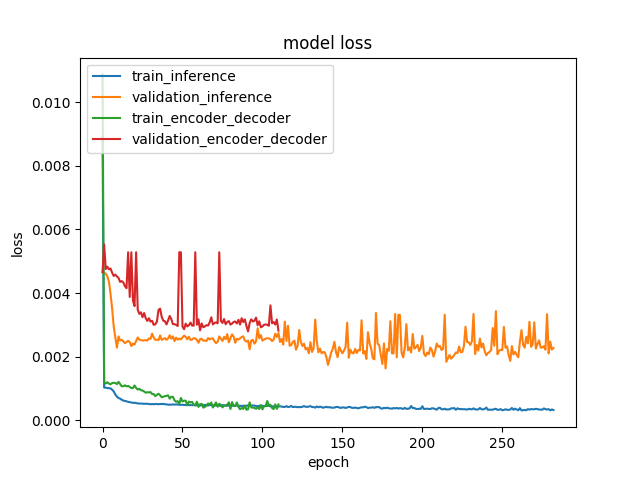 model loss
train_inference
validation_inference
train_encoder_decoder
validation_encoder_decoder
0.010
0.008
0.006
0.004
0.002
0.000
loss
0 50 100 150 200 250
epoch